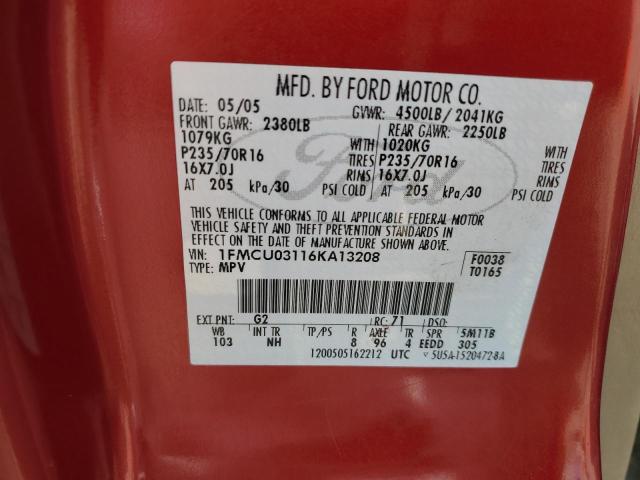 MFD. BY FORD MOTOR CO.
DATE: 05/05 GVWR: 4500LB/ 2041KG
FRONT GAWR: 2380LB REAR GAWR: 2250LB
1079KG WITH 1020KG WITH
P235/70R16 TIRES P235/70R16 TIRES
16X7.0J RIMS 16X7.0J RIMS
AT 205 kPa/30 PSI COLD AT 205 kPa/30 PSI COLD
Ford
THIS VEHICLE CONFORMS TO ALL APPLICABLE FEDERAL MOTOR
VEHICLE SAFETY AND THEFT PREVENTION STANDARDS IN
EFFECT ON THE DATE OF MANUFACTURE SHOWN ABOVE.
VIN: 1FMCU03116KA13208 F0038
TYPE: MPV T0165
EXT PNT: G2 RC: 71 DSO:
WB INT TR TP/PS R AXLE TR SPR 5M11B
103 NH 8 96 4 EEDD 305
1200505162212 UTC ▽ 5U5A-1520472-BA